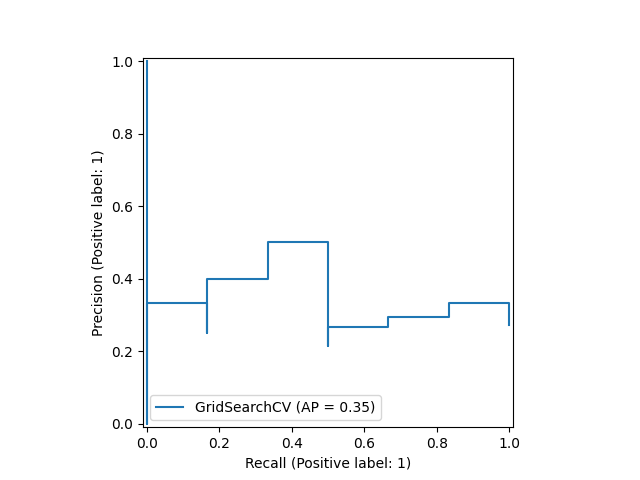 1.0
0.8
0.6
0.4
0.2
0.0
Precision (Positive label: 1)
GridSearchCV (AP = 0.35)
0.0 0.2 0.4 0.6 0.8 1.0
Recall (Positive label: 1)